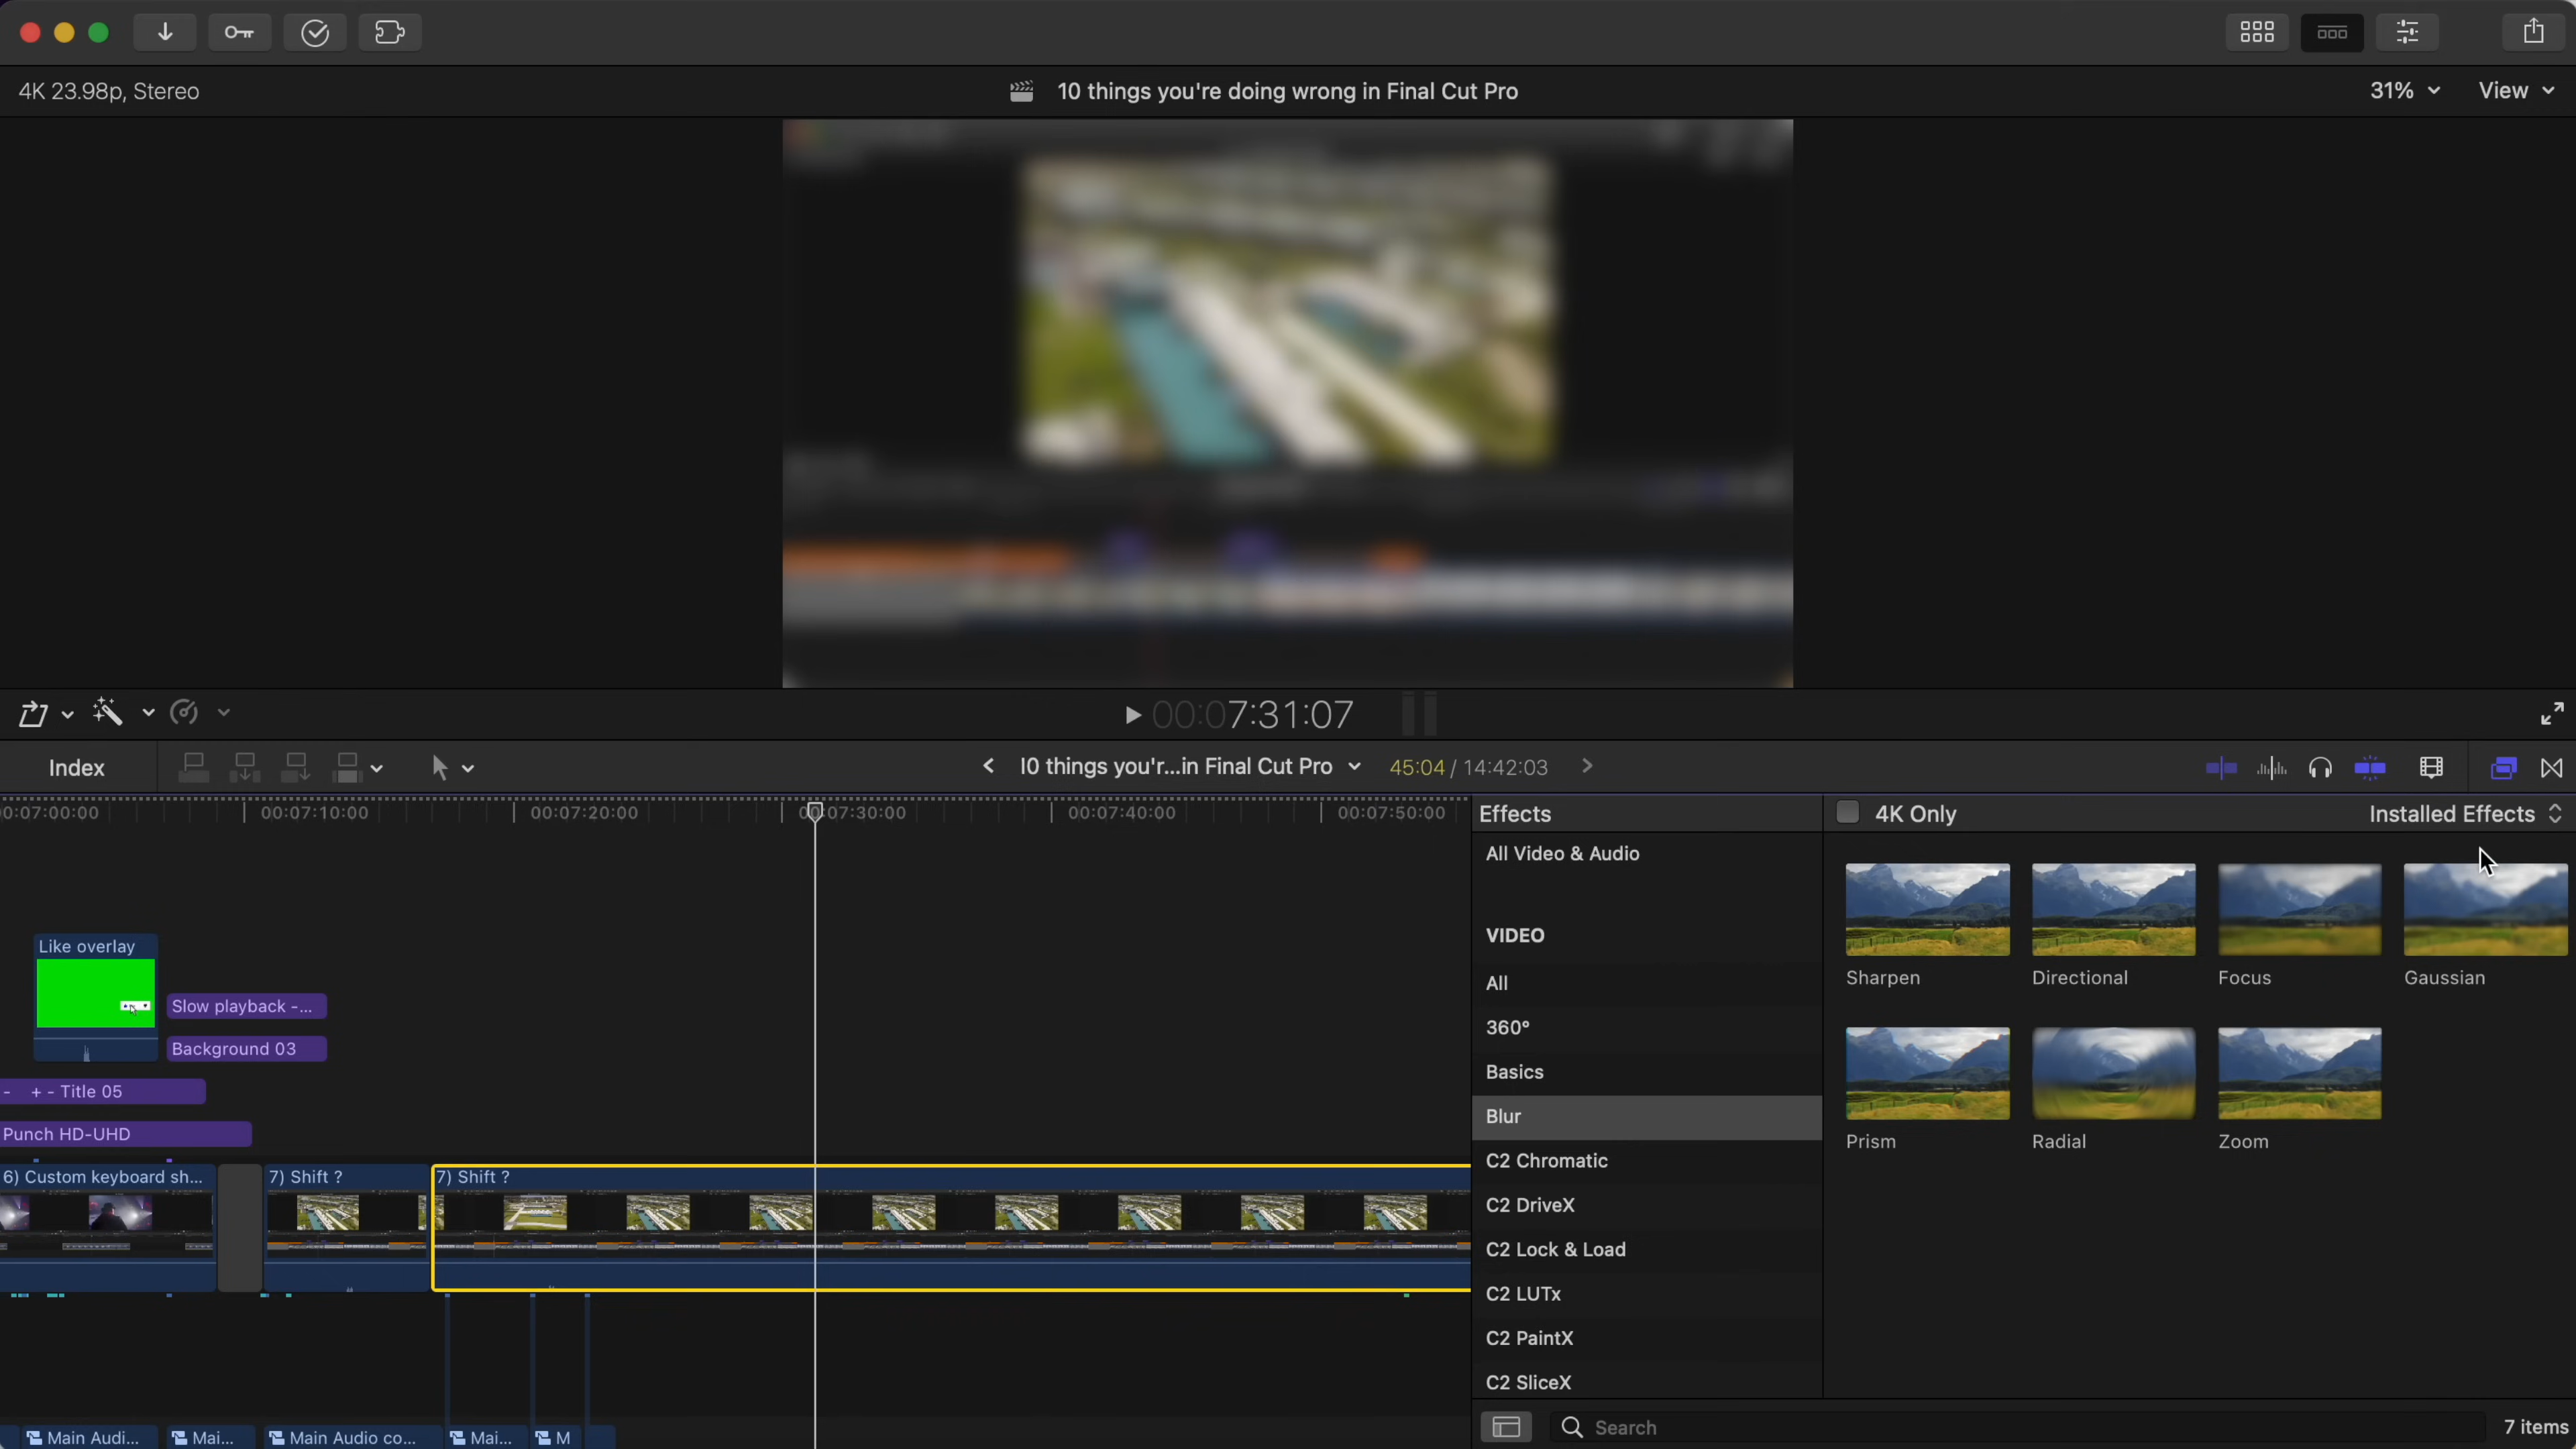 4K 23.98p, Stereo
10 things you're doing wrong in Final Cut Pro
31%
View
00:07:31:07
Index
10 things you'r...in Final Cut Pro
45:04 / 14:42:03
0:07:00:00
00:07:10:00
00:07:20:00
00:07:30:00
00:07:40:00
00:07:50:00
Effects
4K Only
Installed Effects
All Video & Audio
VIDEO
All
360°
Basics
Blur
C2 Chromatic
C2 DriveX
C2 Lock & Load
C2 LUTx
C2 PaintX
C2 SliceX
Sharpen
Directional
Focus
Gaussian
Prism
Radial
Zoom
Like overlay
Slow playback -...
Background 03
- + - Title 05
Punch HD-UHD
6) Custom keyboard sh...
7) Shift ?
7) Shift ?
Main Audi...
Mai...
Main Audio co...
Mai...
M
Search
7 items